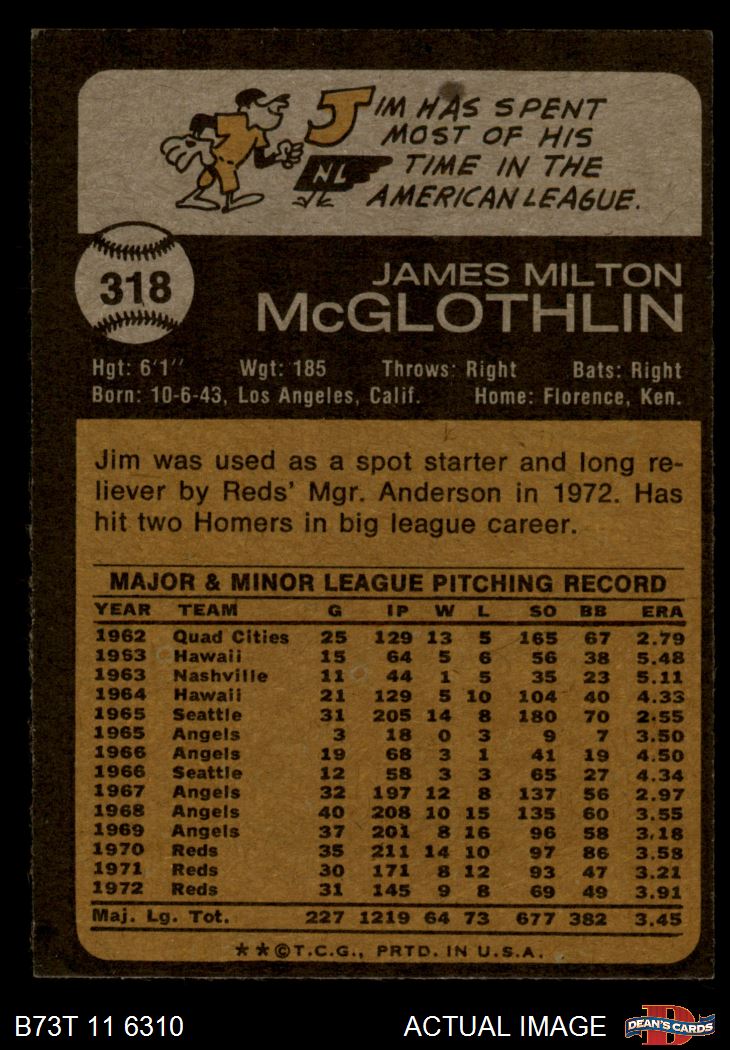 JIM HAS SPENT
MOST OF HIS
TIME IN THE
AMERICAN LEAGUE.
NL
318
JAMES MILTON
McGLOTHLIN
Hgt: 6'1" Wgt: 185 Throws: Right Bats: Right
Born: 10-6-43, Los Angeles, Calif. Home: Florence, Ken.
Jim was used as a spot starter and long re-
liever by Reds' Mgr. Anderson in 1972. Has
hit two Homers in big league career.
MAJOR & MINOR LEAGUE PITCHING RECORD
YEAR TEAM G IP W L SO BB ERA
1962 Quad Cities 25 129 13 5 165 67 2.79
1963 Hawaii 15 64 5 6 56 38 5.48
1963 Nashville 11 44 1 5 35 23 5.11
1964 Hawaii 21 129 5 10 104 40 4.33
1965 Seattle 31 205 14 8 180 70 2.55
1965 Angels 3 18 0 3 9 7 3.50
1966 Angels 19 68 3 1 41 19 4.50
1966 Seattle 12 58 3 3 65 27 4.34
1967 Angels 32 197 12 8 137 56 2.97
1968 Angels 40 208 10 15 135 60 3.55
1969 Angels 37 201 8 16 96 58 3.18
1970 Reds 35 211 14 10 97 86 3.58
1971 Reds 30 171 8 12 93 47 3.21
1972 Reds 31 145 9 8 69 49 3.91
Maj. Lg. Tot. 227 1219 64 73 677 382 3.45
**©T.C.G., PRTD. IN U.S.A.
B73T 11 6310 ACTUAL IMAGE D DEAN'S CARDS